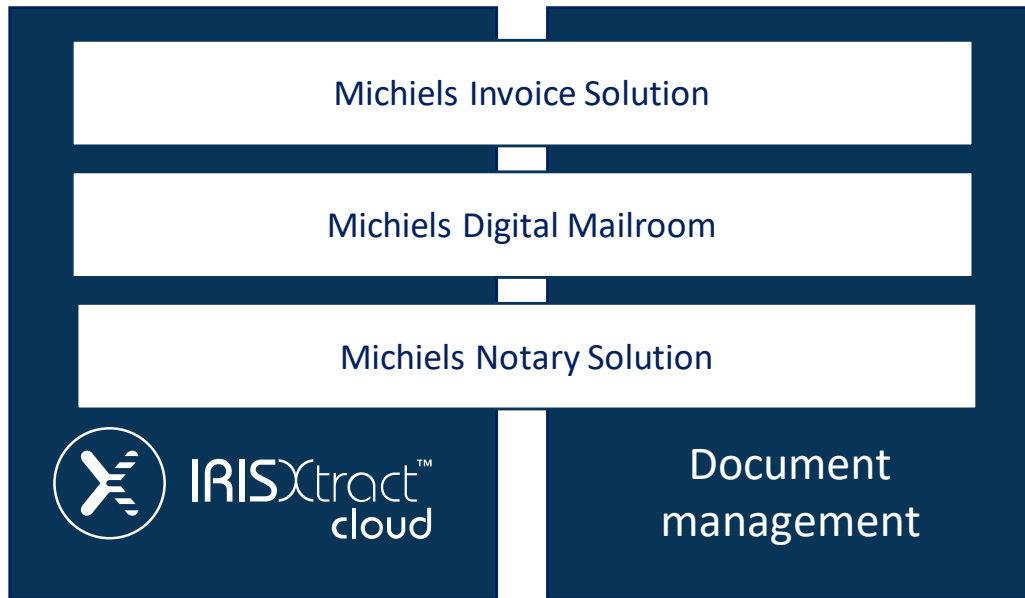 Michiels Invoice Solution
Michiels Digital Mailroom
Michiels Notary Solution
IRISXtract™
cloud
Document
management